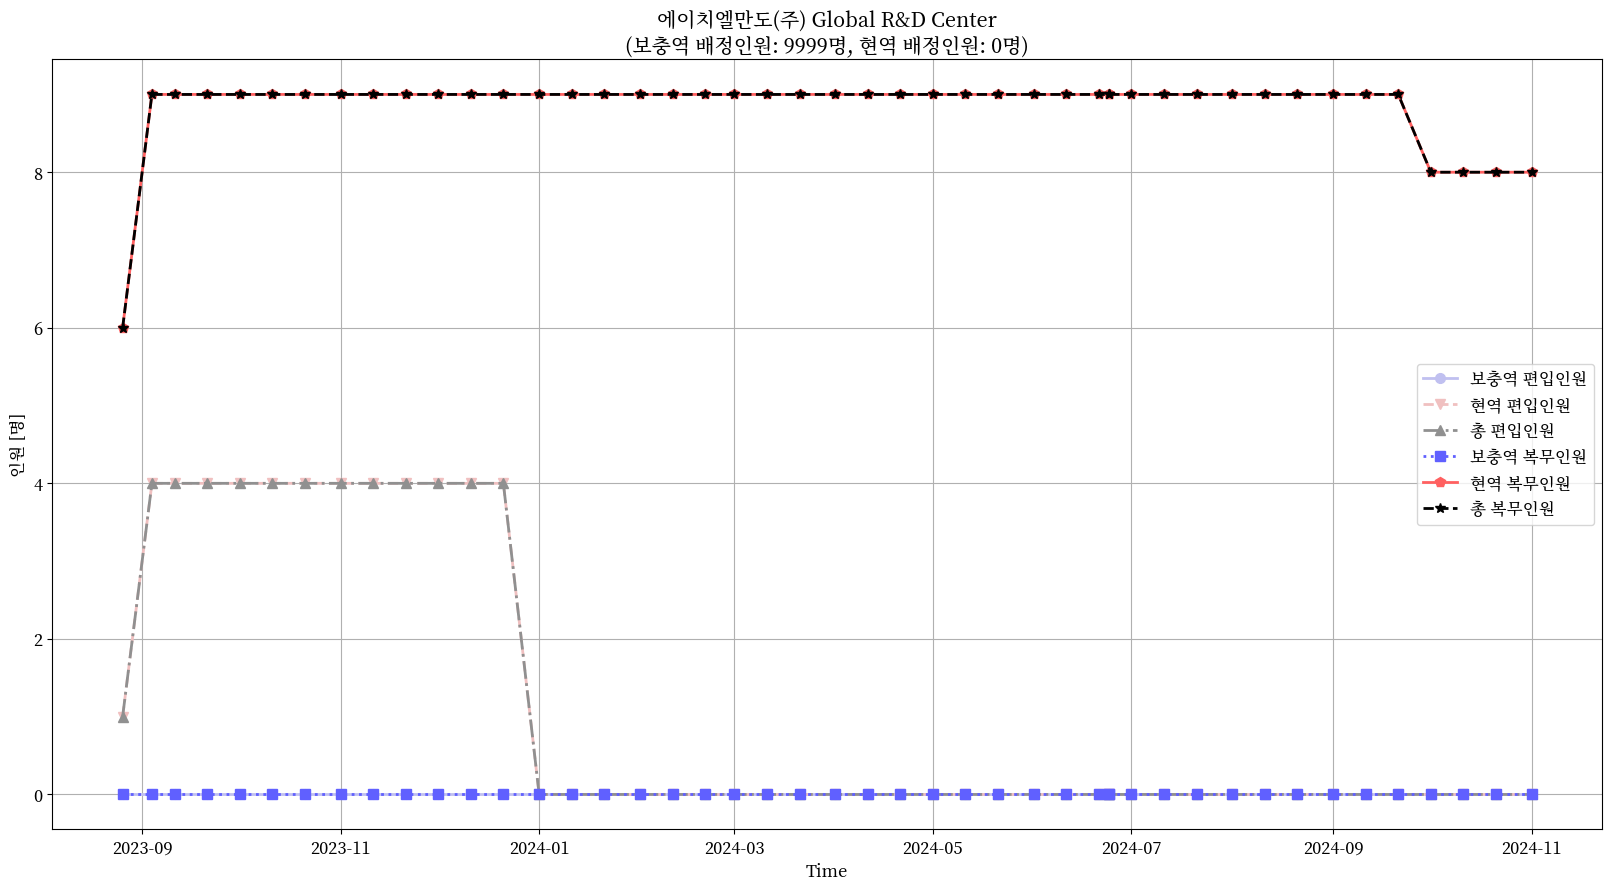 에이치엘만도(주) Global R&D Center
(보충역 배정인원: 9999명, 현역 배정인원: 0명)
인원 [명]
8
6
4
2
0
보충역 편입인원
현역 편입인원
총 편입인원
보충역 복무인원
현역 복무인원
총 복무인원
2023-09
2023-11
2024-01
2024-03
2024-05
2024-07
2024-09
2024-11
Time